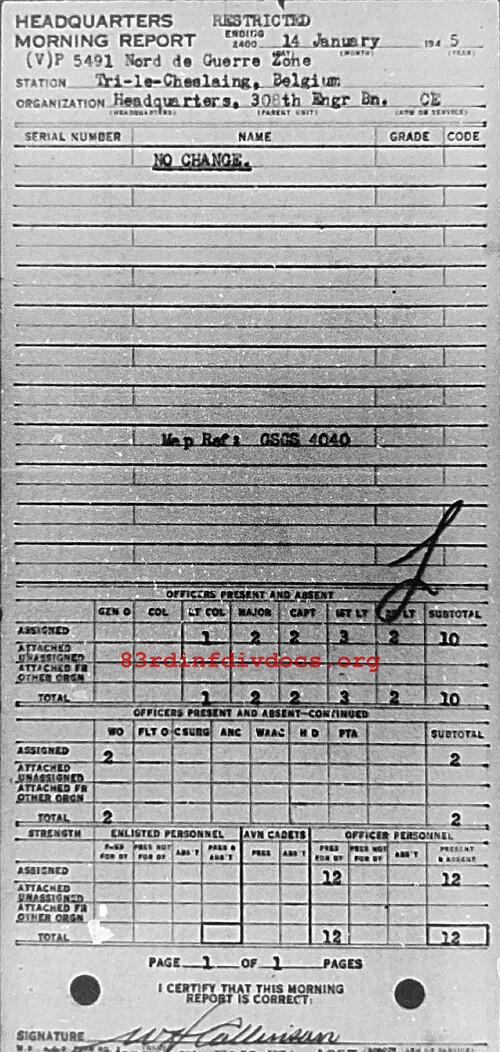 HEADQUARTERS RESTRICTED
MORNING REPORT ENDING 2400 14 January 194 5
(DAY) (MONTH) (YEAR)
(V)P 5491 Nord de Guerre Zone
STATION Tri-le-Cheslaing, Belgium
ORGANIZATION Headquarters, 308th Engr Bn. CE
(HEADQUARTERS) (PARENT UNIT) (ARM OR SERVICE)
SERIAL NUMBER NAME GRADE CODE
NO CHANGE.
Map Ref: GSGS 4040
OFFICERS PRESENT AND ABSENT
GEN O COL LT COL MAJOR CAPT 1ST LT 2D LT SUBTOTAL
ASSIGNED 1 2 2 3 2 10
ATTACHED UNASSIGNED
83rdinfdivdocs.org
ATTACHED FR OTHER ORGN
TOTAL 1 2 2 3 2 10
OFFICERS PRESENT AND ABSENT—CONTINUED
WO FLT O C SURG ANC WAAC H D PTA SUBTOTAL
ASSIGNED 2 2
ATTACHED UNASSIGNED
ATTACHED FR OTHER ORGN
TOTAL 2 2
STRENGTH ENLISTED PERSONNEL AVN CADETS OFFICER PERSONNEL
PRES FOR DY PRES NOT FOR DY ABS'T PRES & ABS'T PRES ABS'T PRES FOR DY PRES NOT FOR DY ABS'T PRESENT & ABSENT
ASSIGNED 12 12
ATTACHED UNASSIGNED
ATTACHED FR OTHER ORGN
TOTAL 12 12
PAGE 1 OF 1 PAGES
I CERTIFY THAT THIS MORNING
REPORT IS CORRECT:
SIGNATURE